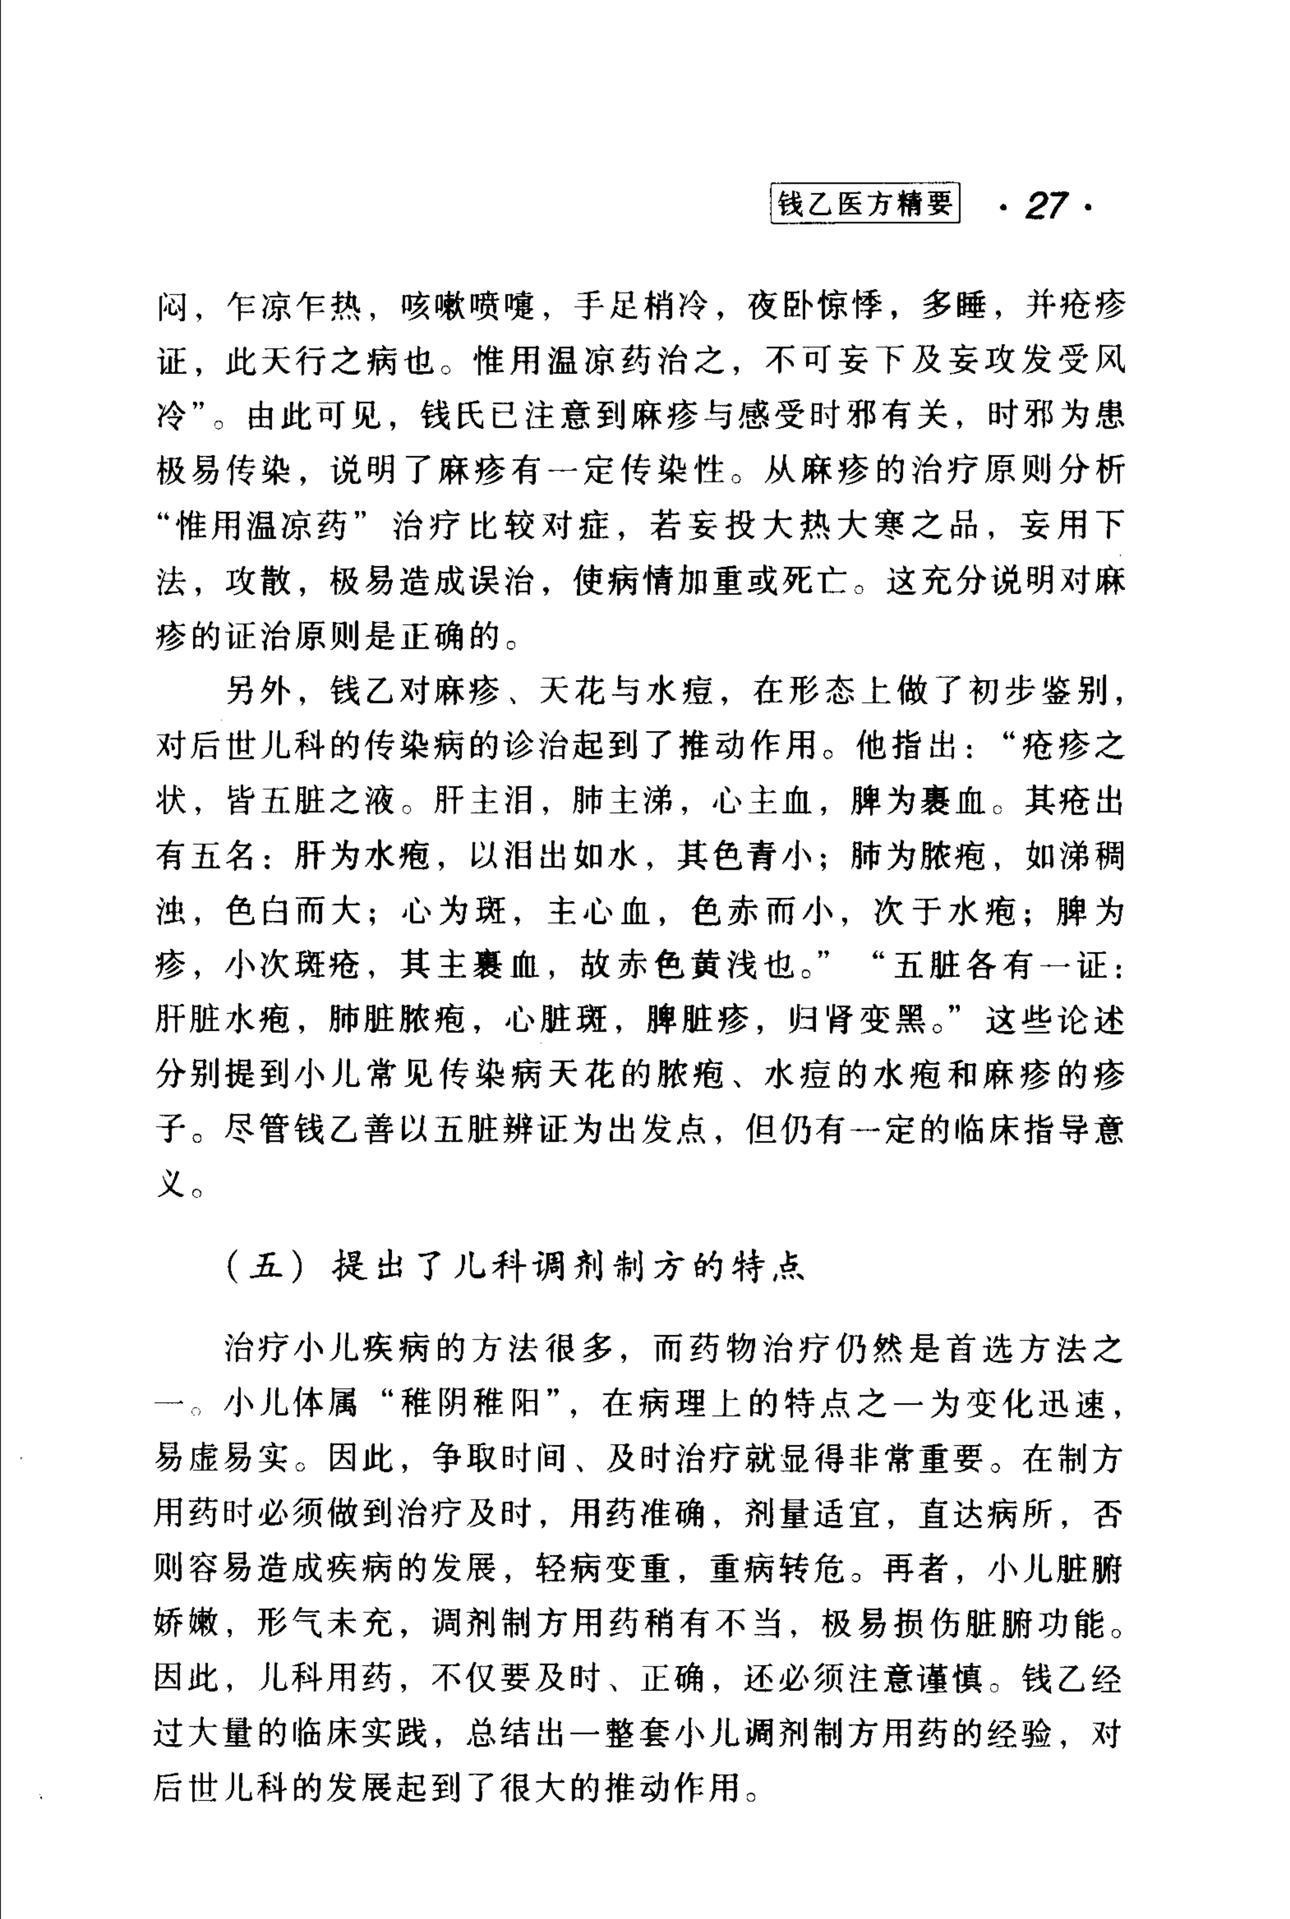 钱乙医方精要 · 27 ·
闷，乍凉乍热，咳嗽喷嚏，手足梢冷，夜卧惊悸，多睡，并疮疹
证，此天行之病也。惟用温凉药治之，不可妄下及妄攻发受风
冷”。由此可见，钱氏已注意到麻疹与感受时邪有关，时邪为患
极易传染，说明了麻疹有一定传染性。从麻疹的治疗原则分析
“惟用温凉药” 治疗比较对症，若妄投大热大寒之品，妄用下
法，攻散，极易造成误治，使病情加重或死亡。这充分说明对麻
疹的证治原则是正确的。
另外，钱乙对麻疹、天花与水痘，在形态上做了初步鉴别，
对后世儿科的传染病的诊治起到了推动作用。他指出：“疮疹之
状，皆五脏之液。肝主泪，肺主涕，心主血，脾为裹血。其疮出
有五名：肝为水疱，以泪出如水，其色青小；肺为脓疱，如涕稠
浊，色白而大；心为斑，主心血，色赤而小，次于水疱；脾为
疹，小次斑疮，其主裹血，故赤色黄浅也。” “五脏各有一证：
肝脏水疱，肺脏脓疱，心脏斑，脾脏疹，归肾变黑。” 这些论述
分别提到小儿常见传染病天花的脓疱、水痘的水疱和麻疹的疹
子。尽管钱乙善以五脏辨证为出发点，但仍有一定的临床指导意
义。
（五）提出了儿科调剂制方的特点
治疗小儿疾病的方法很多，而药物治疗仍然是首选方法之
一。小儿体属 “稚阴稚阳”，在病理上的特点之一为变化迅速，
易虚易实。因此，争取时间、及时治疗就显得非常重要。在制方
用药时必须做到治疗及时，用药准确，剂量适宜，直达病所，否
则容易造成疾病的发展，轻病变重，重病转危。再者，小儿脏腑
娇嫩，形气未充，调剂制方用药稍有不当，极易损伤脏腑功能。
因此，儿科用药，不仅要及时、正确，还必须注意谨慎。钱乙经
过大量的临床实践，总结出一整套小儿调剂制方用药的经验，对
后世儿科的发展起到了很大的推动作用。